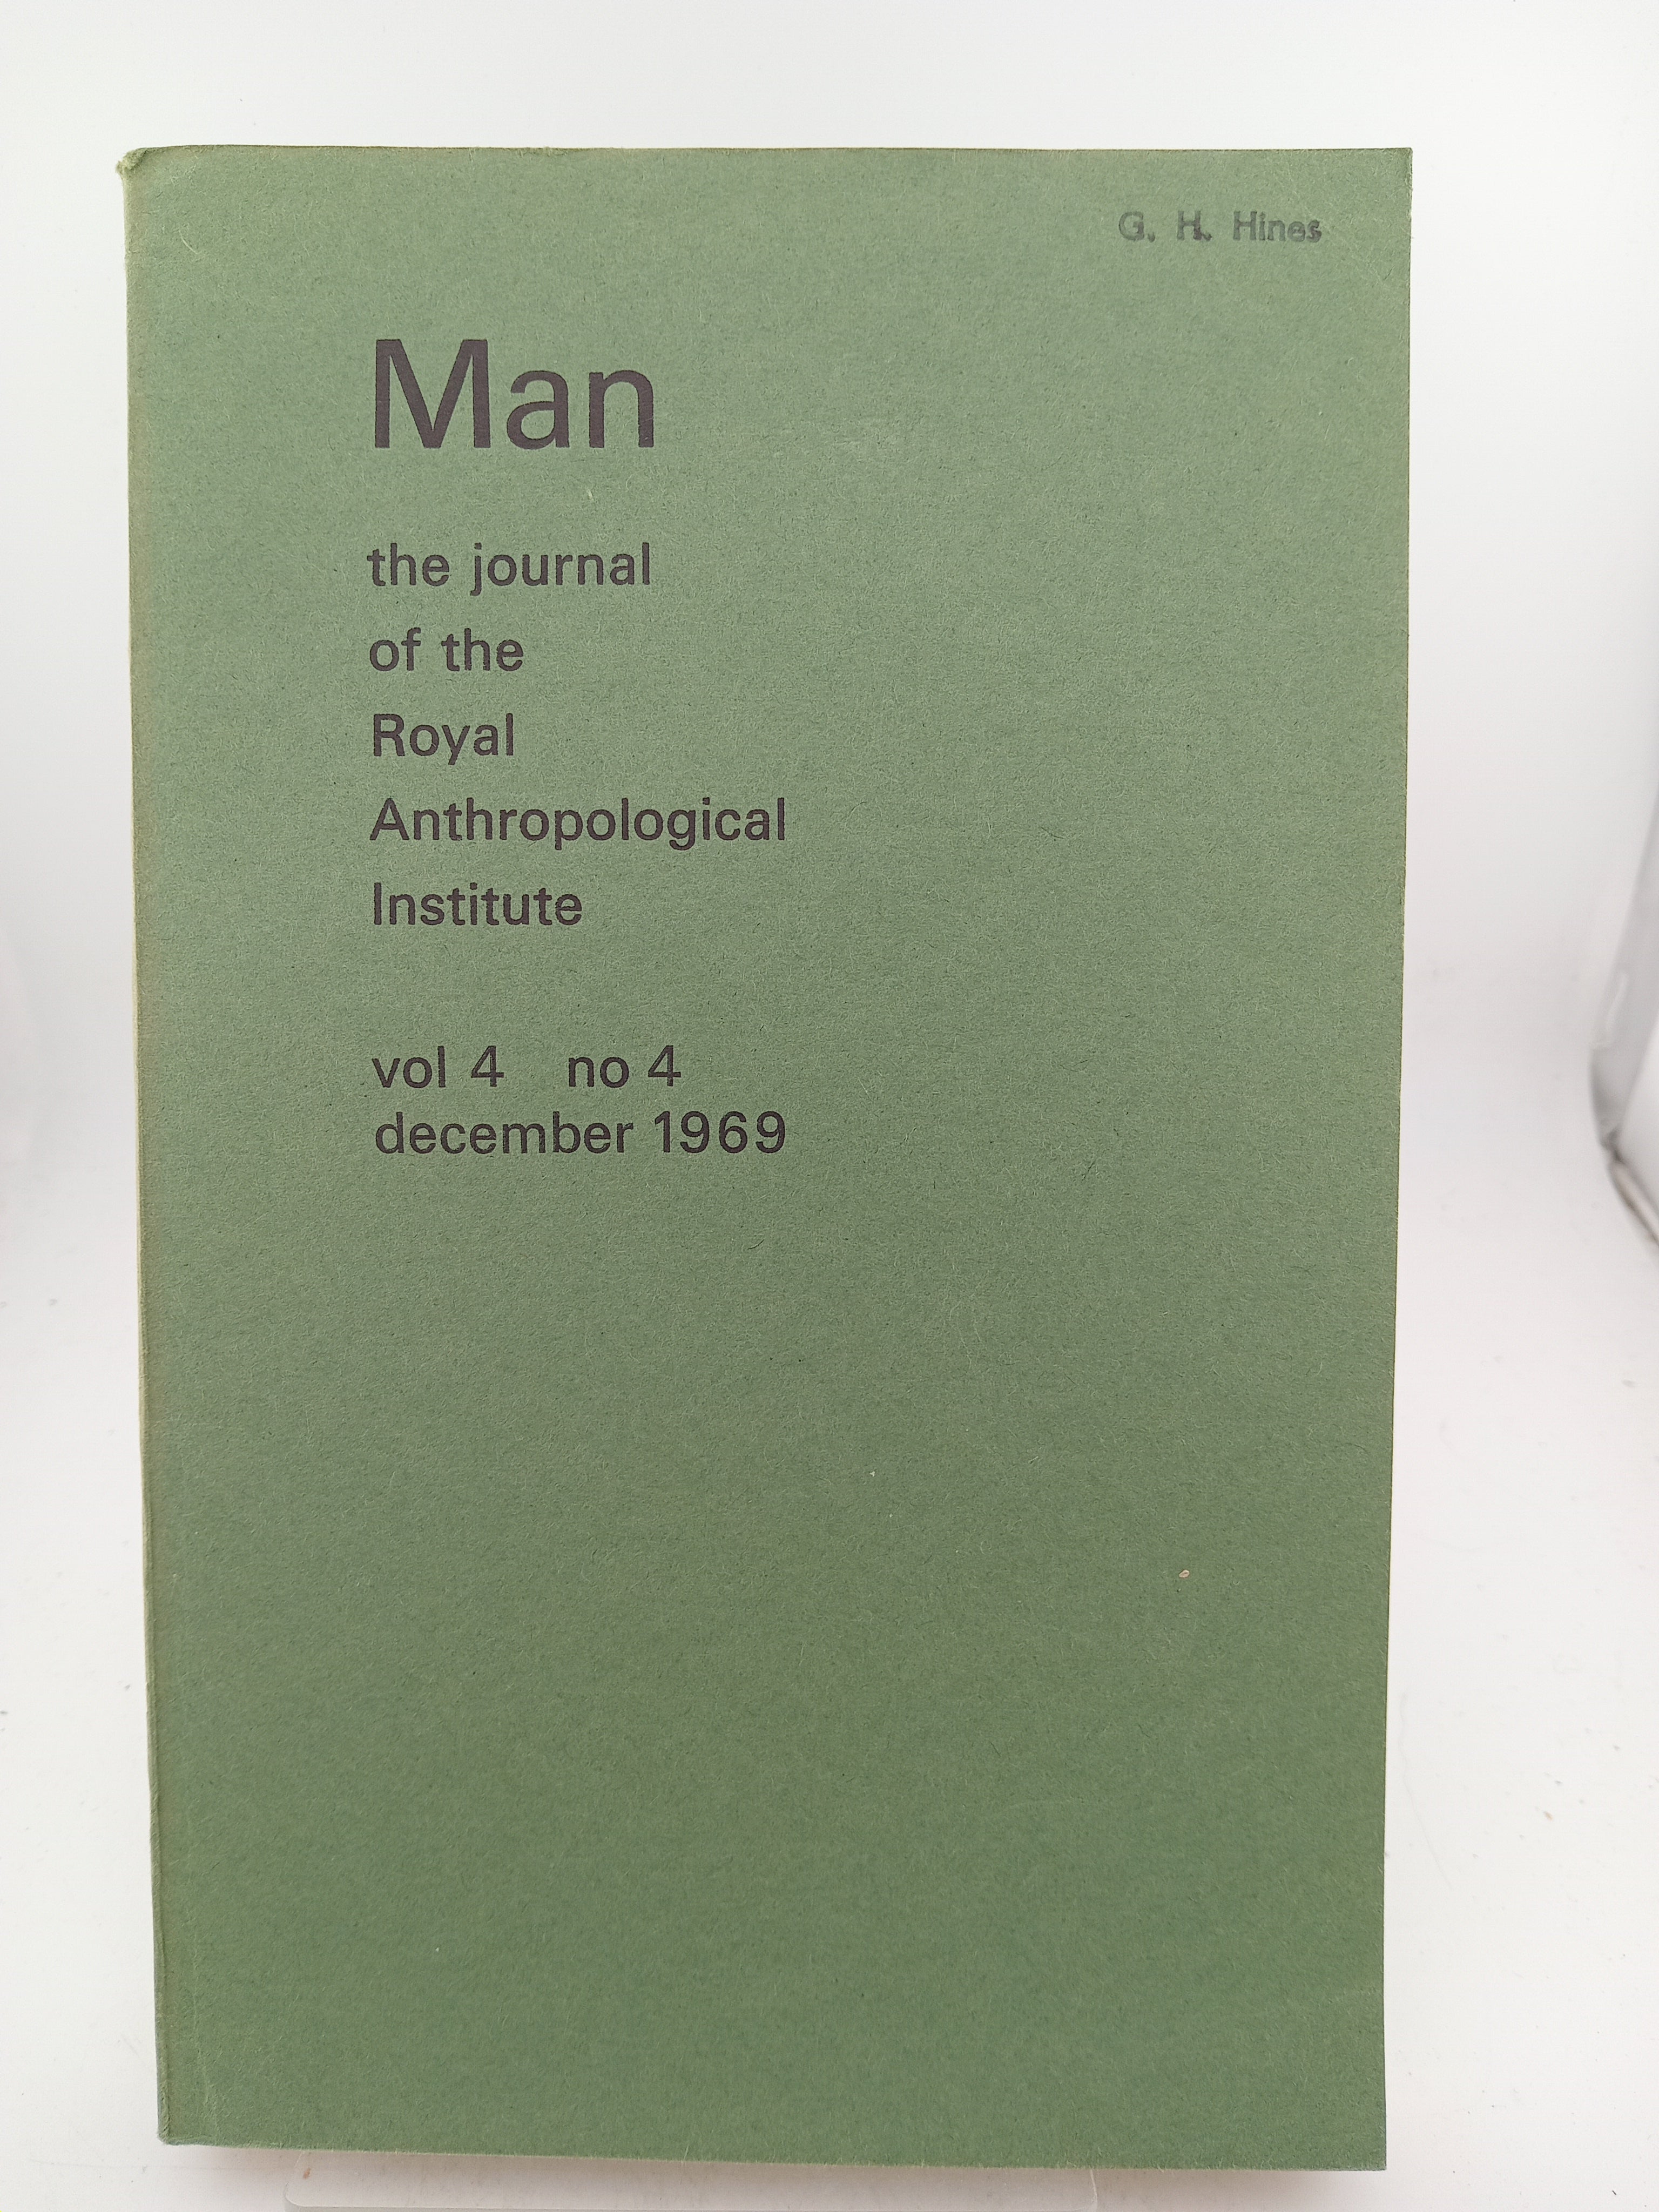 G. H. Hines
Man
the journal
of the
Royal
Anthropological
Institute
vol 4 no 4
december 1969